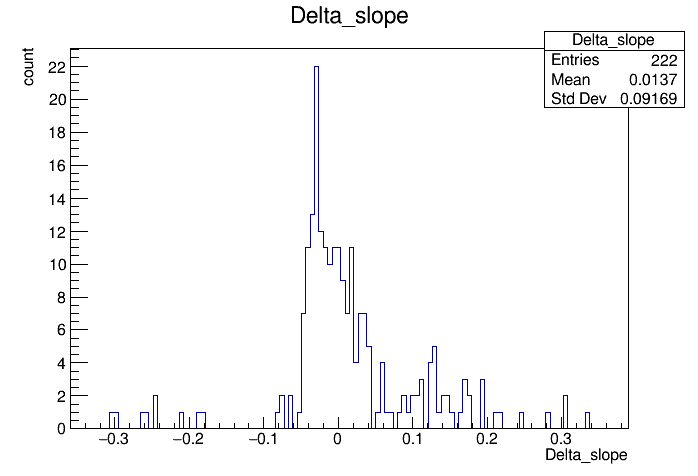 Delta_slope
Delta_slope
Entries 222
Mean 0.0137
Std Dev 0.09169
count
22
20
18
16
14
12
10
8
6
4
2
0
−0.3 −0.2 −0.1 0 0.1 0.2 0.3
Delta_slope